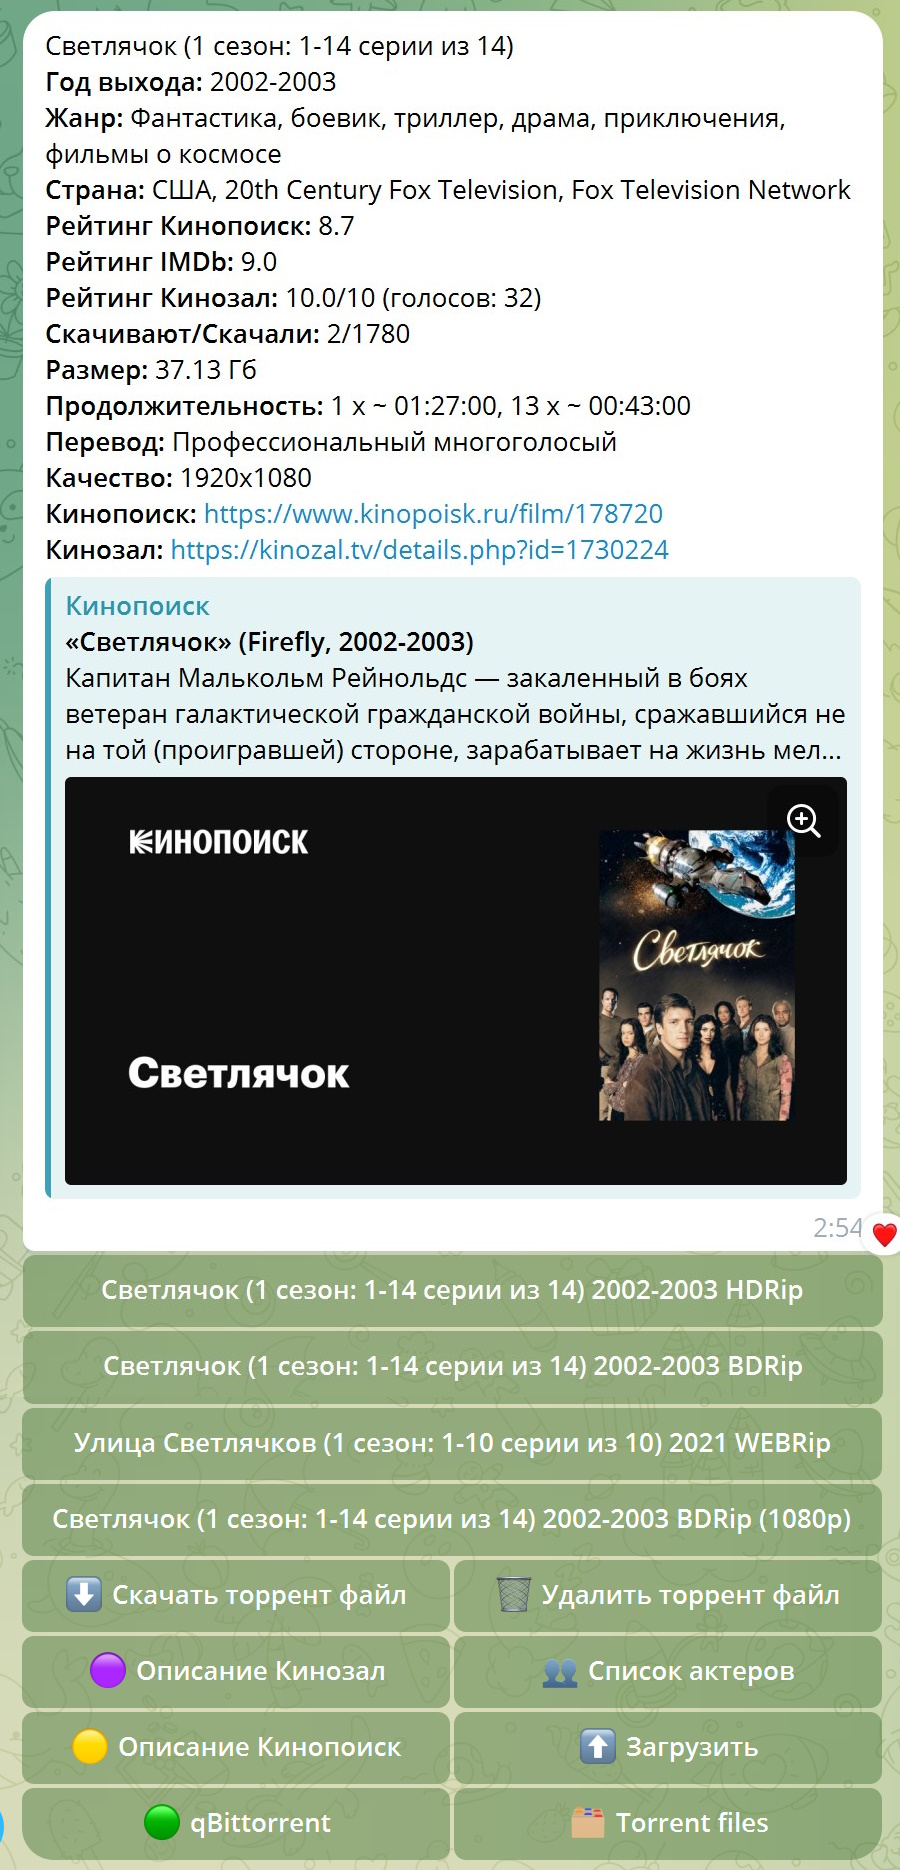 Светлячок (1 сезон: 1-14 серии из 14)
Год выхода: 2002-2003
Жанр: Фантастика, боевик, триллер, драма, приключения,
фильмы о космосе
Страна: США, 20th Century Fox Television, Fox Television Network
Рейтинг Кинопоиск: 8.7
Рейтинг IMDb: 9.0
Рейтинг Кинозал: 10.0/10 (голосов: 32)
Скачивают/Скачали: 2/1780
Размер: 37.13 Гб
Продолжительность: 1 x ~ 01:27:00, 13 x ~ 00:43:00
Перевод: Профессиональный многоголосый
Качество: 1920x1080
Кинопоиск: https://www.kinopoisk.ru/film/178720
Кинозал: https://kinozal.tv/details.php?id=1730224
Кинопоиск
«Светлячок» (Firefly, 2002-2003)
Капитан Малькольм Рейнольдс — закаленный в боях
ветеран галактической гражданской войны, сражавшийся не
на той (проигравшей) стороне, зарабатывает на жизнь мел...
КИНОПОИСК
Светлячок
Светлячок
2:54
Светлячок (1 сезон: 1-14 серии из 14) 2002-2003 HDRip
Светлячок (1 сезон: 1-14 серии из 14) 2002-2003 BDRip
Улица Светлячков (1 сезон: 1-10 серии из 10) 2021 WEBRip
Светлячок (1 сезон: 1-14 серии из 14) 2002-2003 BDRip (1080p)
Скачать торрент файл
Удалить торрент файл
Описание Кинозал
Список актеров
Описание Кинопоиск
Загрузить
qBittorrent
Torrent files